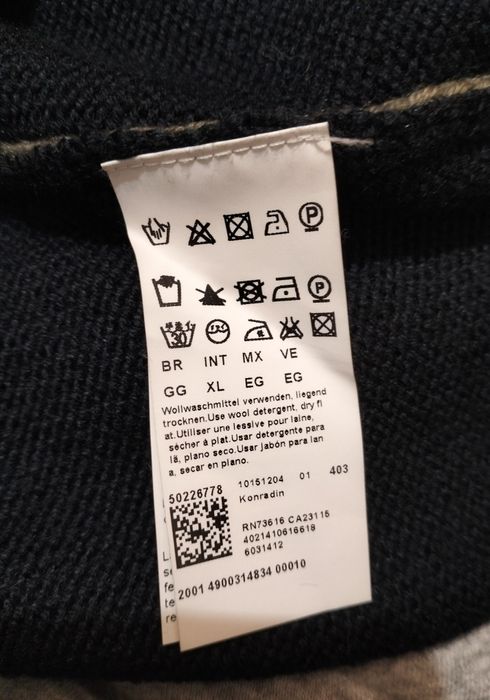 P
P
30
BR INT MX VE
GG XL EG EG
Wollwaschmittel verwenden, liegend
trocknen.Use wool detergent, dry fl
at.Utiliser une lessive pour laine,
sécher à plat.Usar detergente para
lã, plano seco.Usar jabón para lan
a, secar en plano.
50226778
10151204 01 403
Konradin
RN73616 CA23115
4021410616618
6031412
2001 4900314834 00010